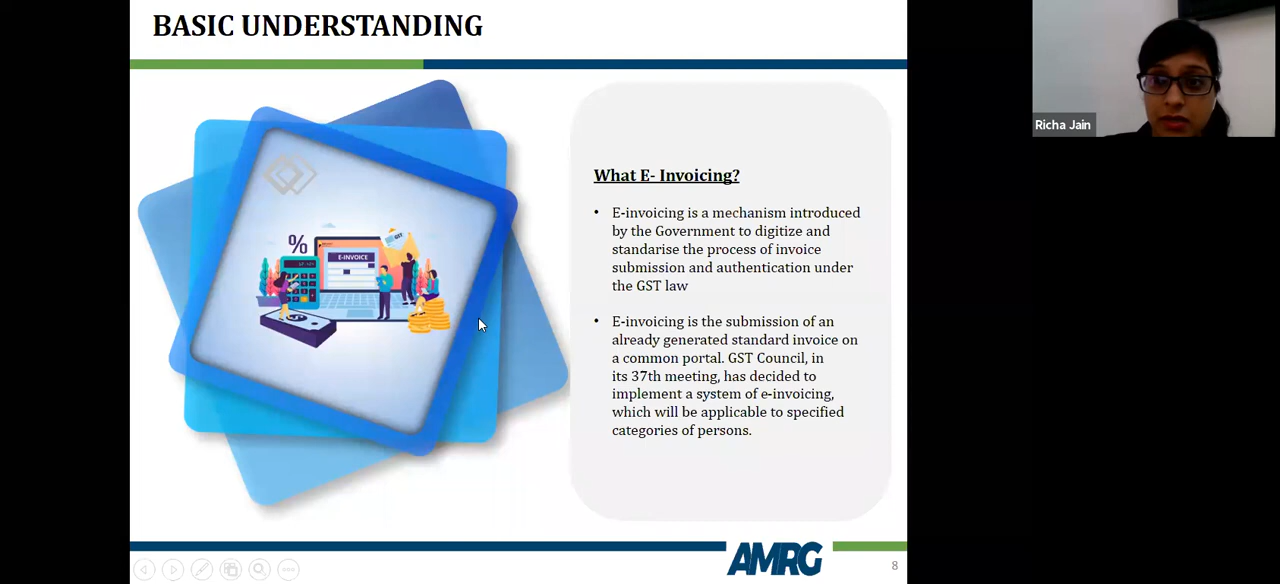 BASIC UNDERSTANDING
Richa Jain
What E- Invoicing?
• E-invoicing is a mechanism introduced
by the Government to digitize and
standarise the process of invoice
submission and authentication under
the GST law
• E-invoicing is the submission of an
already generated standard invoice on
a common portal. GST Council, in
its 37th meeting, has decided to
implement a system of e-invoicing,
which will be applicable to specified
categories of persons.
%
GST
E-INVOICE
AMRG
8